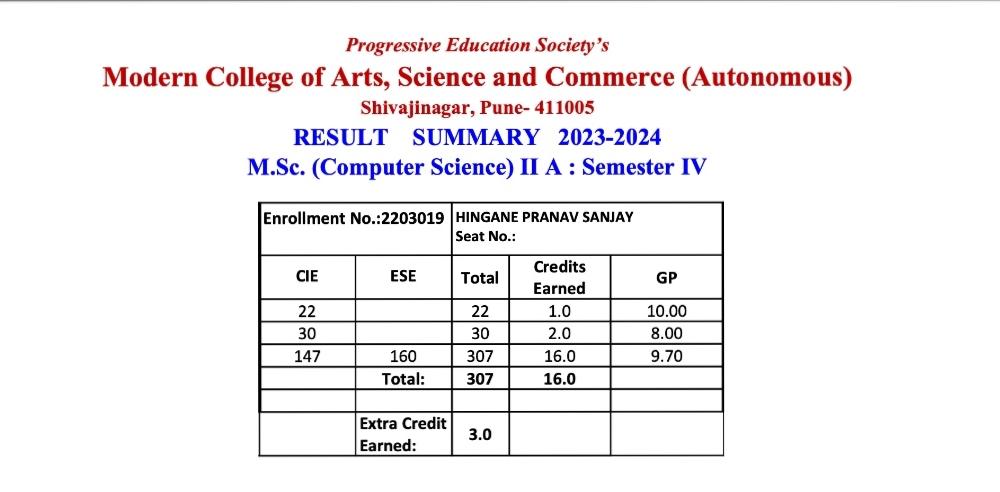 Progressive Education Society's
Modern College of Arts, Science and Commerce (Autonomous)
Shivajinagar, Pune- 411005
RESULT SUMMARY 2023-2024
M.Sc. (Computer Science) II A : Semester IV
Enrollment No.:2203019 HINGANE PRANAV SANJAY
Seat No.:
CIE ESE Total Credits Earned GP
22 22 1.0 10.00
30 30 2.0 8.00
147 160 307 16.0 9.70
Total: 307 16.0
Extra Credit Earned: 3.0